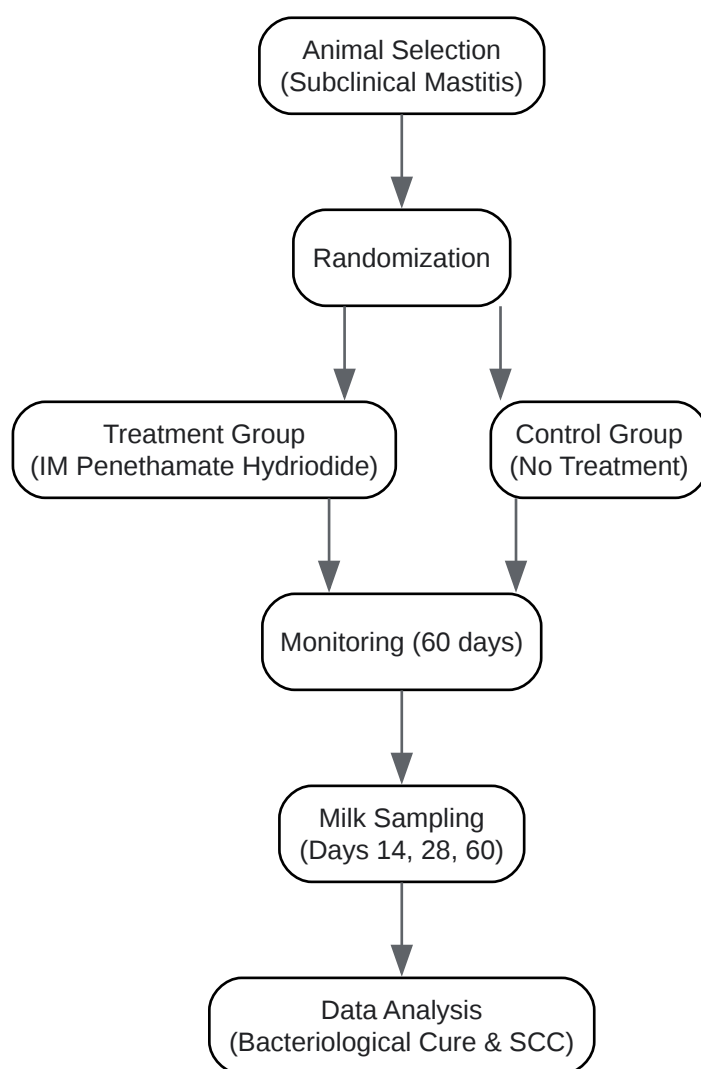 Animal Selection
(Subclinical Mastitis)
Randomization
Treatment Group
(IM Penethamate Hydriodide)
Control Group
(No Treatment)
Monitoring (60 days)
Milk Sampling
(Days 14, 28, 60)
Data Analysis
(Bacteriological Cure & SCC)